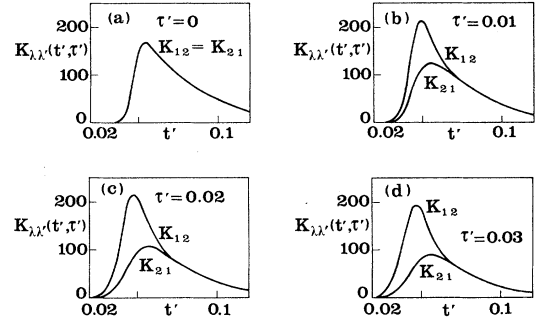 (a) τ′=0
K₁₂= K₂₁
Kλλ′(t′,τ′)
200
100
0
0.02 t′ 0.1
(b) τ′=0.01
K₁₂
K₂₁
Kλλ′(t′,τ′)
200
100
0
0.02 t′ 0.1
(c) τ′=0.02
K₁₂
K₂₁
Kλλ′(t′,τ′)
200
100
0
0.02 t′ 0.1
(d)
K₁₂
τ′=0.03
K₂₁
Kλλ′(t′,τ′)
200
100
0
0.02 t′ 0.1